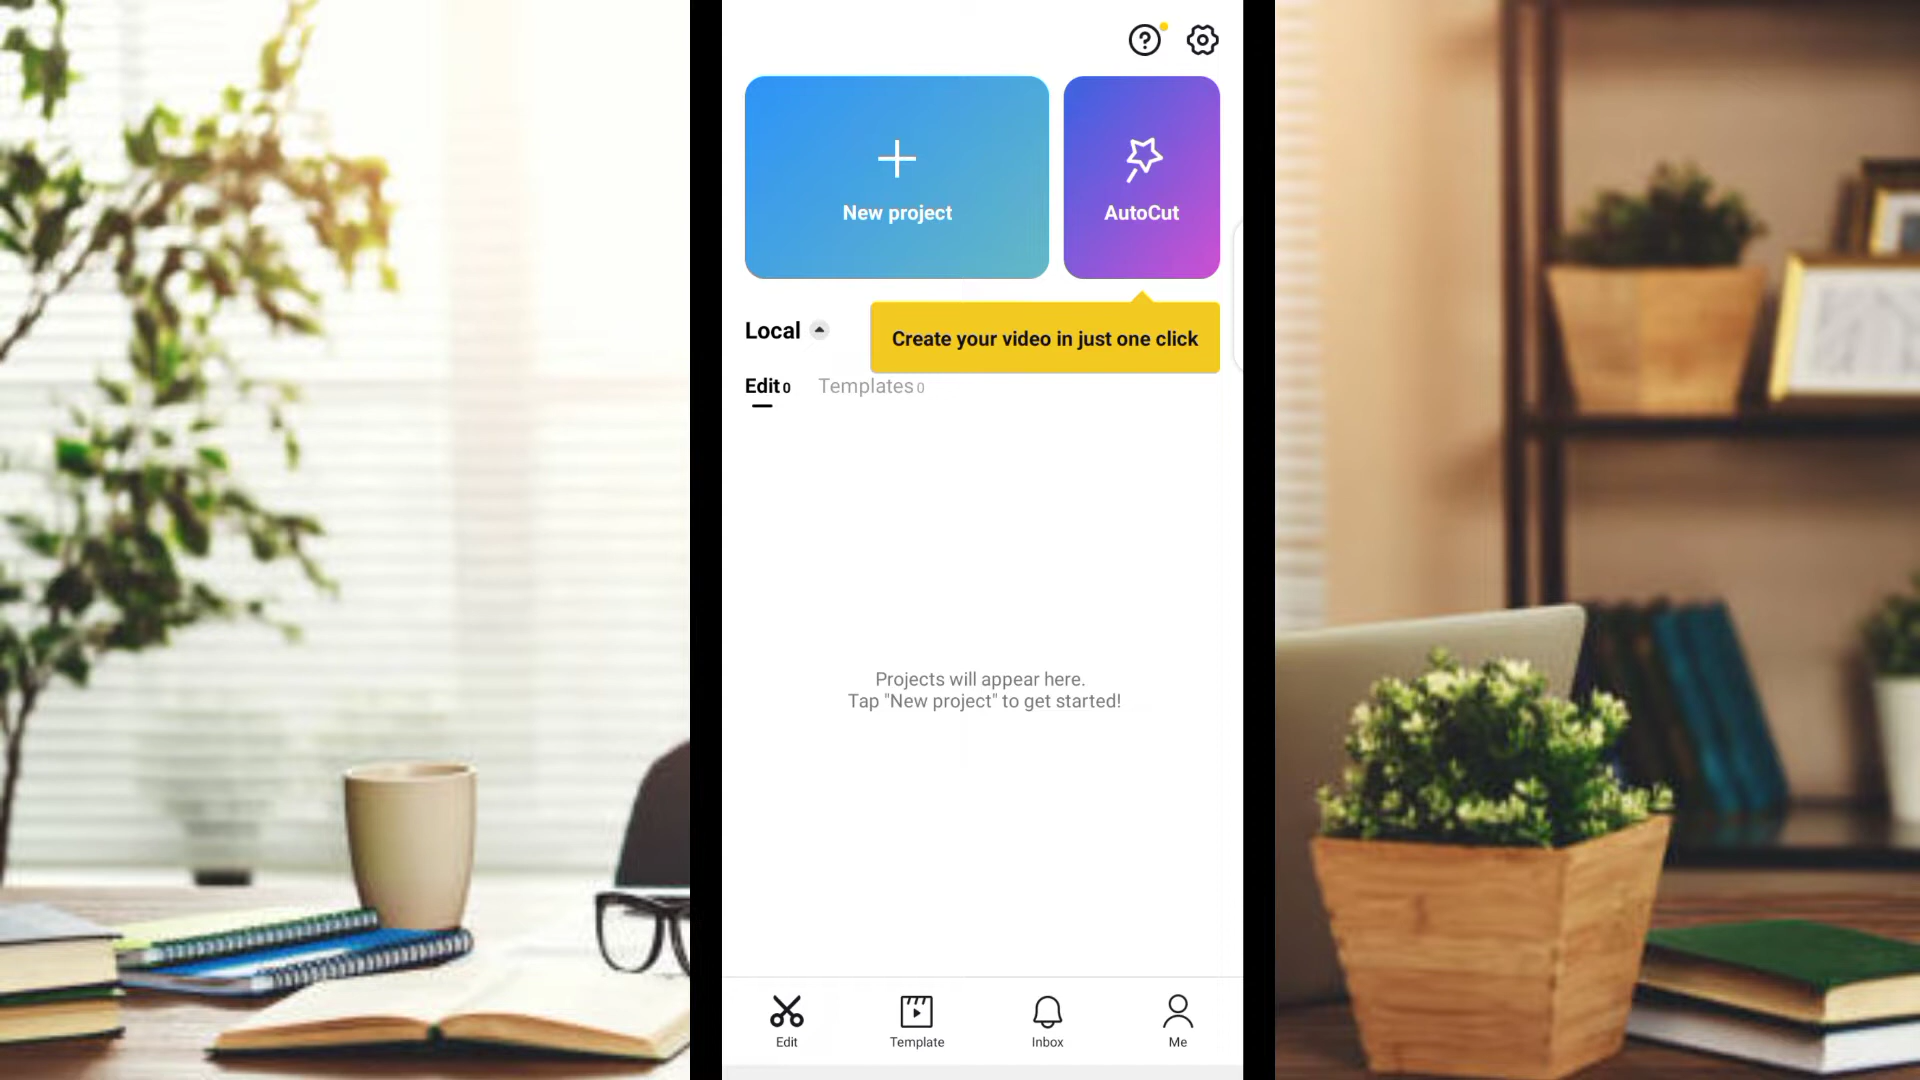 New project
AutoCut
Local
Create your video in just one click
Edit 0
Templates 0
Projects will appear here.
Tap "New project" to get started!
Edit
Template
Inbox
Me